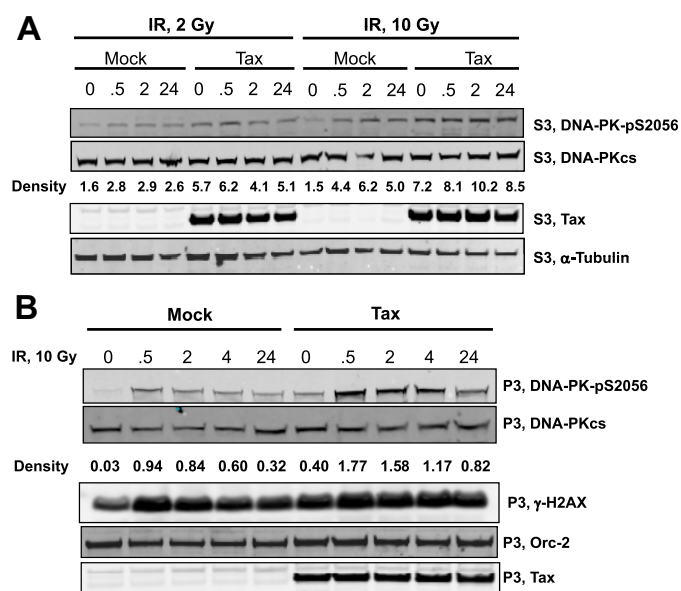 A
IR, 2 Gy IR, 10 Gy
Mock Tax Mock Tax
0 .5 2 24 0 .5 2 24 0 .5 2 24 0 .5 2 24
S3, DNA-PK-pS2056
S3, DNA-PKcs
Density 1.6 2.8 2.9 2.6 5.7 6.2 4.1 5.1 1.5 4.4 6.2 5.0 7.2 8.1 10.2 8.5
S3, Tax
S3, α-Tubulin
B
Mock Tax
IR, 10 Gy 0 .5 2 4 24 0 .5 2 4 24
P3, DNA-PK-pS2056
P3, DNA-PKcs
Density 0.03 0.94 0.84 0.60 0.32 0.40 1.77 1.58 1.17 0.82
P3, γ-H2AX
P3, Orc-2
P3, Tax